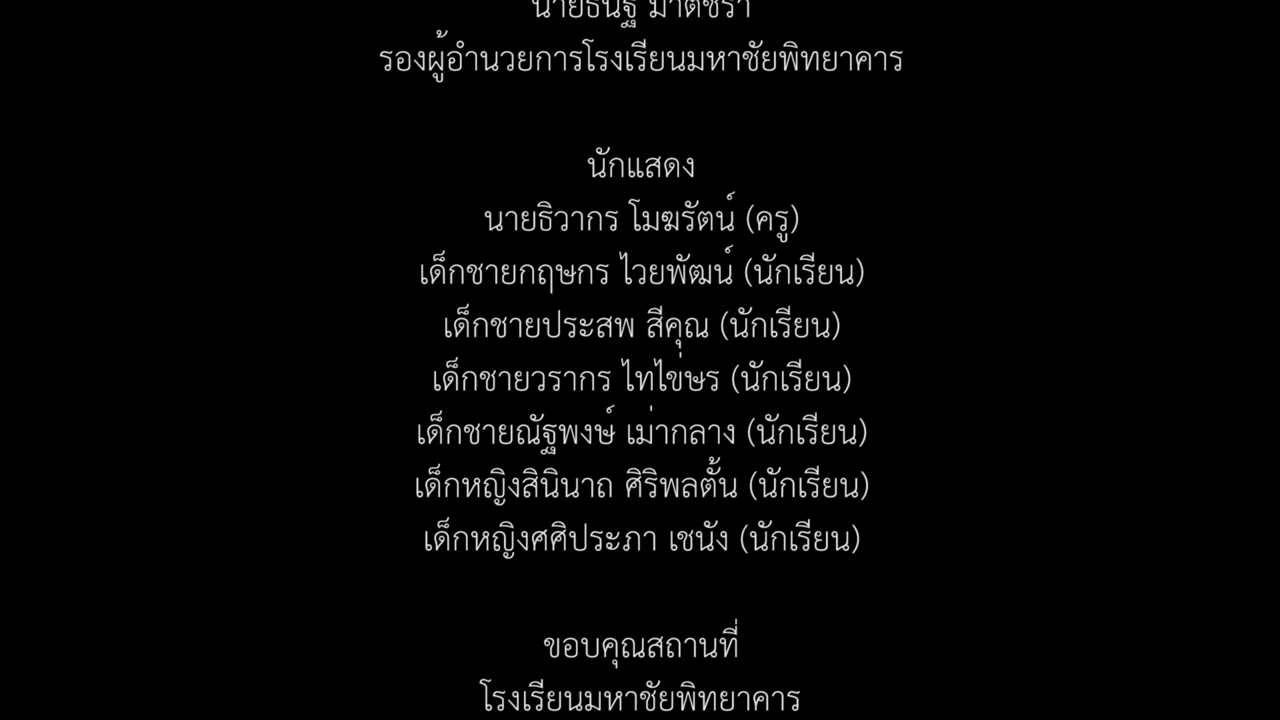 รองผู้อำนวยการโรงเรียนมหาชัยพิทยาคาร
นักแสดง
นายธิวากร โมฆรัตน์ (ครู)
เด็กชายกฤษกร ไวยพัฒน์ (นักเรียน)
เด็กชายประสพ สีคุณ (นักเรียน)
เด็กชายวรากร ไทไข่ษร (นักเรียน)
เด็กชายณัฐพงษ์ เม่ากลาง (นักเรียน)
เด็กหญิงสินินาถ ศิริพลตั้น (นักเรียน)
เด็กหญิงศศิประภา เชนัง (นักเรียน)
ขอบคุณสถานที่
โรงเรียนมหาชัยพิทยาคาร